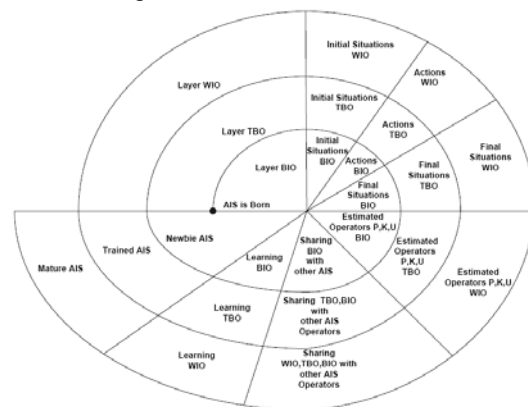 Initial Situations
WIO
Actions
WIO
Layer WIO
Initial Situations
TBO
Actions
TBO
Final
Situations
WIO
Layer TBO
Initial
Situations
BIO
Actions
BIO
Final
Situations
TBO
Layer BIO
Final
Situations
BIO
AIS is Born
Estimated
Operators P,K,U
BIO
Newbie AIS
Sharing
BIO
with
other AIS
Trained AIS
Learning
BIO
Estimated
Operators
P,K,U
TBO
Mature AIS
Estimated
Operators P,K,U
WIO
Learning
TBO
Sharing TBO,BIO
with
other AIS
Operators
Learning
WIO
Sharing
WIO,TBO,BIO with
other AIS
Operators